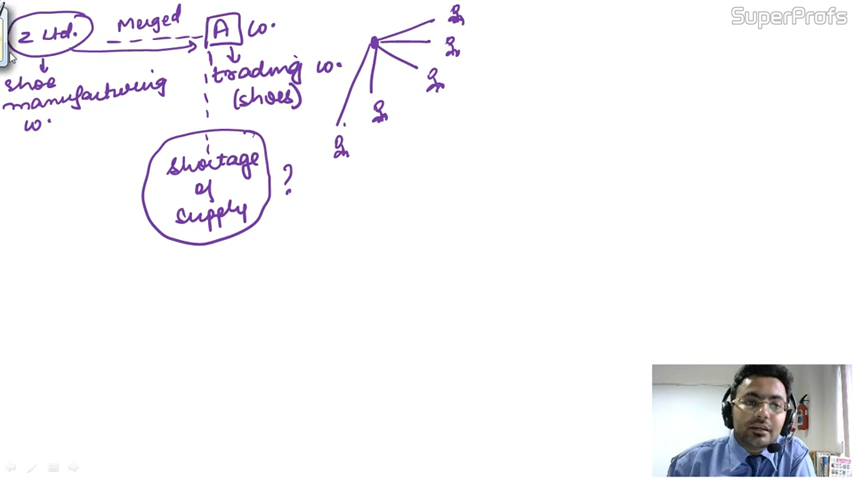 SuperProfs
Z Ltd.
Merged
A Co.
shoe
manufacturing
co.
trading co.
(shoes)
Shortage
of
supply
?